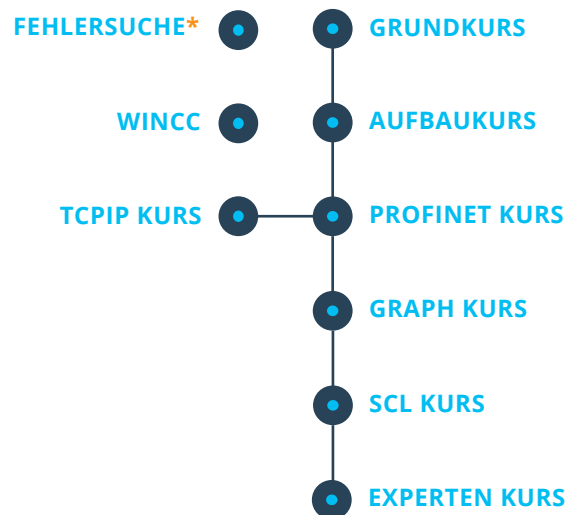 FEHLERSUCHE*
GRUNDKURS
WINCC
AUFBAUKURS
TCPIP KURS
PROFINET KURS
GRAPH KURS
SCL KURS
EXPERTEN KURS